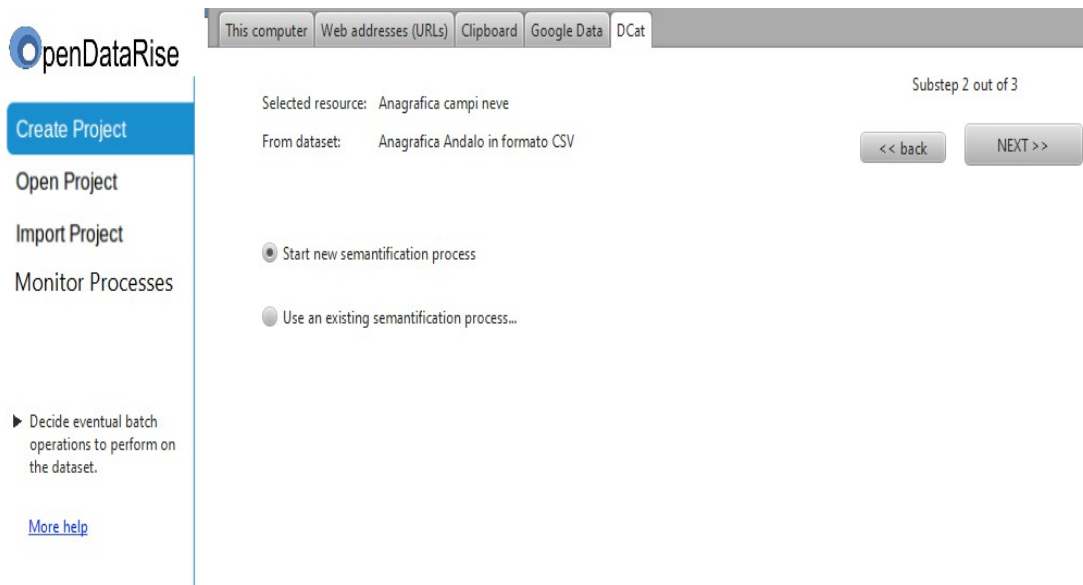 OpenDataRise
Create Project
Open Project
Import Project
Monitor Processes
Decide eventual batch
operations to perform on
the dataset.
More help
This computer Web addresses (URLs) Clipboard Google Data DCat
Substep 2 out of 3
Selected resource: Anagrafica campi neve
From dataset: Anagrafica Andalo in formato CSV
<< back NEXT >>
Start new semantification process
Use an existing semantification process...